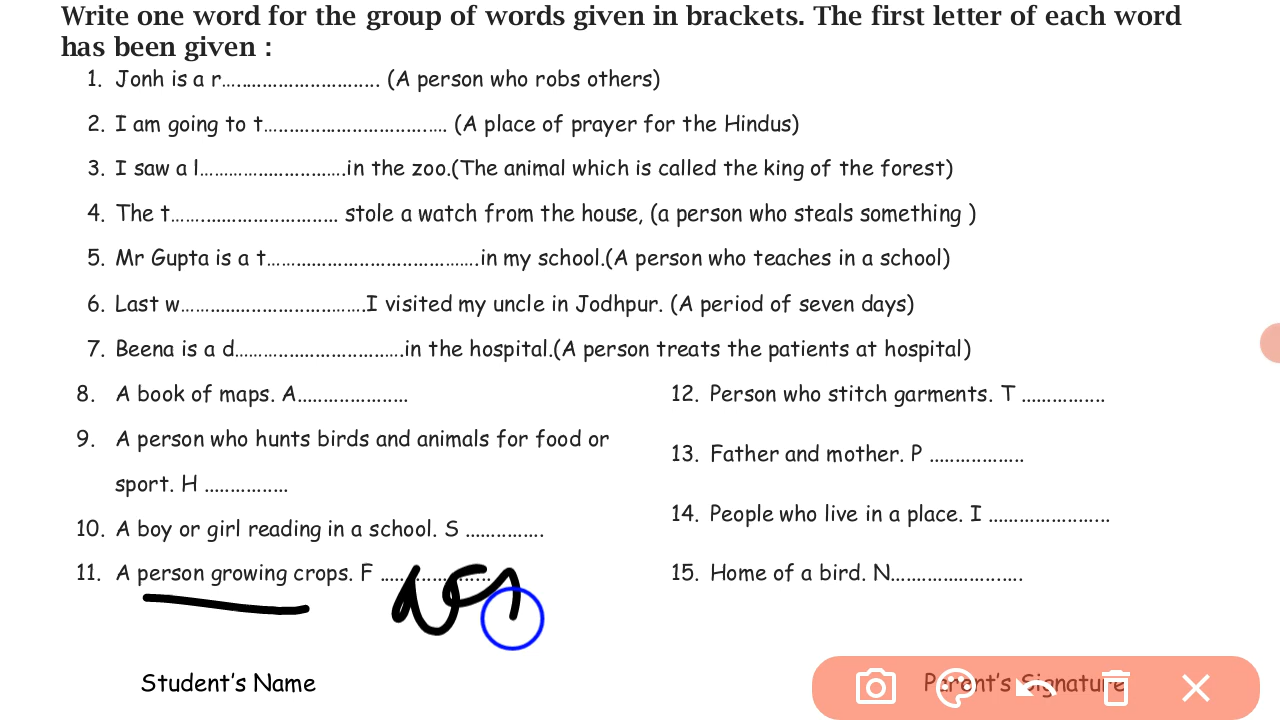 Write one word for the group of words given in brackets. The first letter of each word
has been given :
1. Jonh is a r.............................. (A person who robs others)
2. I am going to t.................................. (A place of prayer for the Hindus)
3. I saw a l.............................in the zoo.(The animal which is called the king of the forest)
4. The t................................ stole a watch from the house, (a person who steals something )
5. Mr Gupta is a t.........................................in my school.(A person who teaches in a school)
6. Last w...................................I visited my uncle in Jodhpur. (A period of seven days)
7. Beena is a d................................in the hospital.(A person treats the patients at hospital)
8. A book of maps. A.....................
9. A person who hunts birds and animals for food or
sport. H ................
10. A boy or girl reading in a school. S ...............
11. A person growing crops. F .....................
12. Person who stitch garments. T ................
13. Father and mother. P ..................
14. People who live in a place. I .......................
15. Home of a bird. N.........................
Student's Name
Parent's Signature